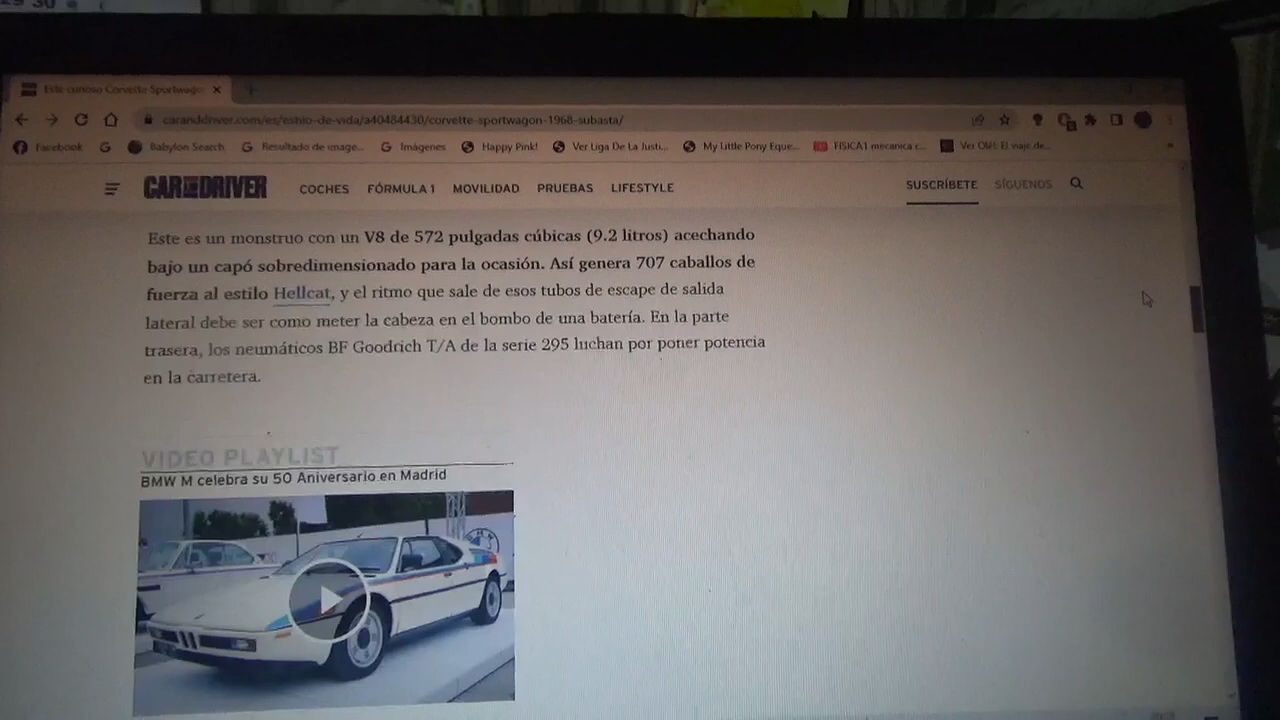 Este curioso Corvette Sportwago
caranddriver.com/es/estilo-de-vida/a40484430/corvette-sportwagon-1968-subasta/
Facebook
Babylon Search
Resultado de image...
Imágenes
Happy Pink!
Ver Liga De La Justi...
My Little Pony Eque...
FISICA1 mecanica c...
CAR AND DRIVER
COCHES FÓRMULA 1 MOVILIDAD PRUEBAS LIFESTYLE
SUSCRÍBETE SÍGUENOS
Este es un monstruo con un V8 de 572 pulgadas cúbicas (9.2 litros) acechando
bajo un capó sobredimensionado para la ocasión. Así genera 707 caballos de
fuerza al estilo Hellcat, y el ritmo que sale de esos tubos de escape de salida
lateral debe ser como meter la cabeza en el bombo de una batería. En la parte
trasera, los neumáticos BF Goodrich T/A de la serie 295 luchan por poner potencia
en la carretera.
VIDEO PLAYLIST
BMW M celebra su 50 Aniversario en Madrid